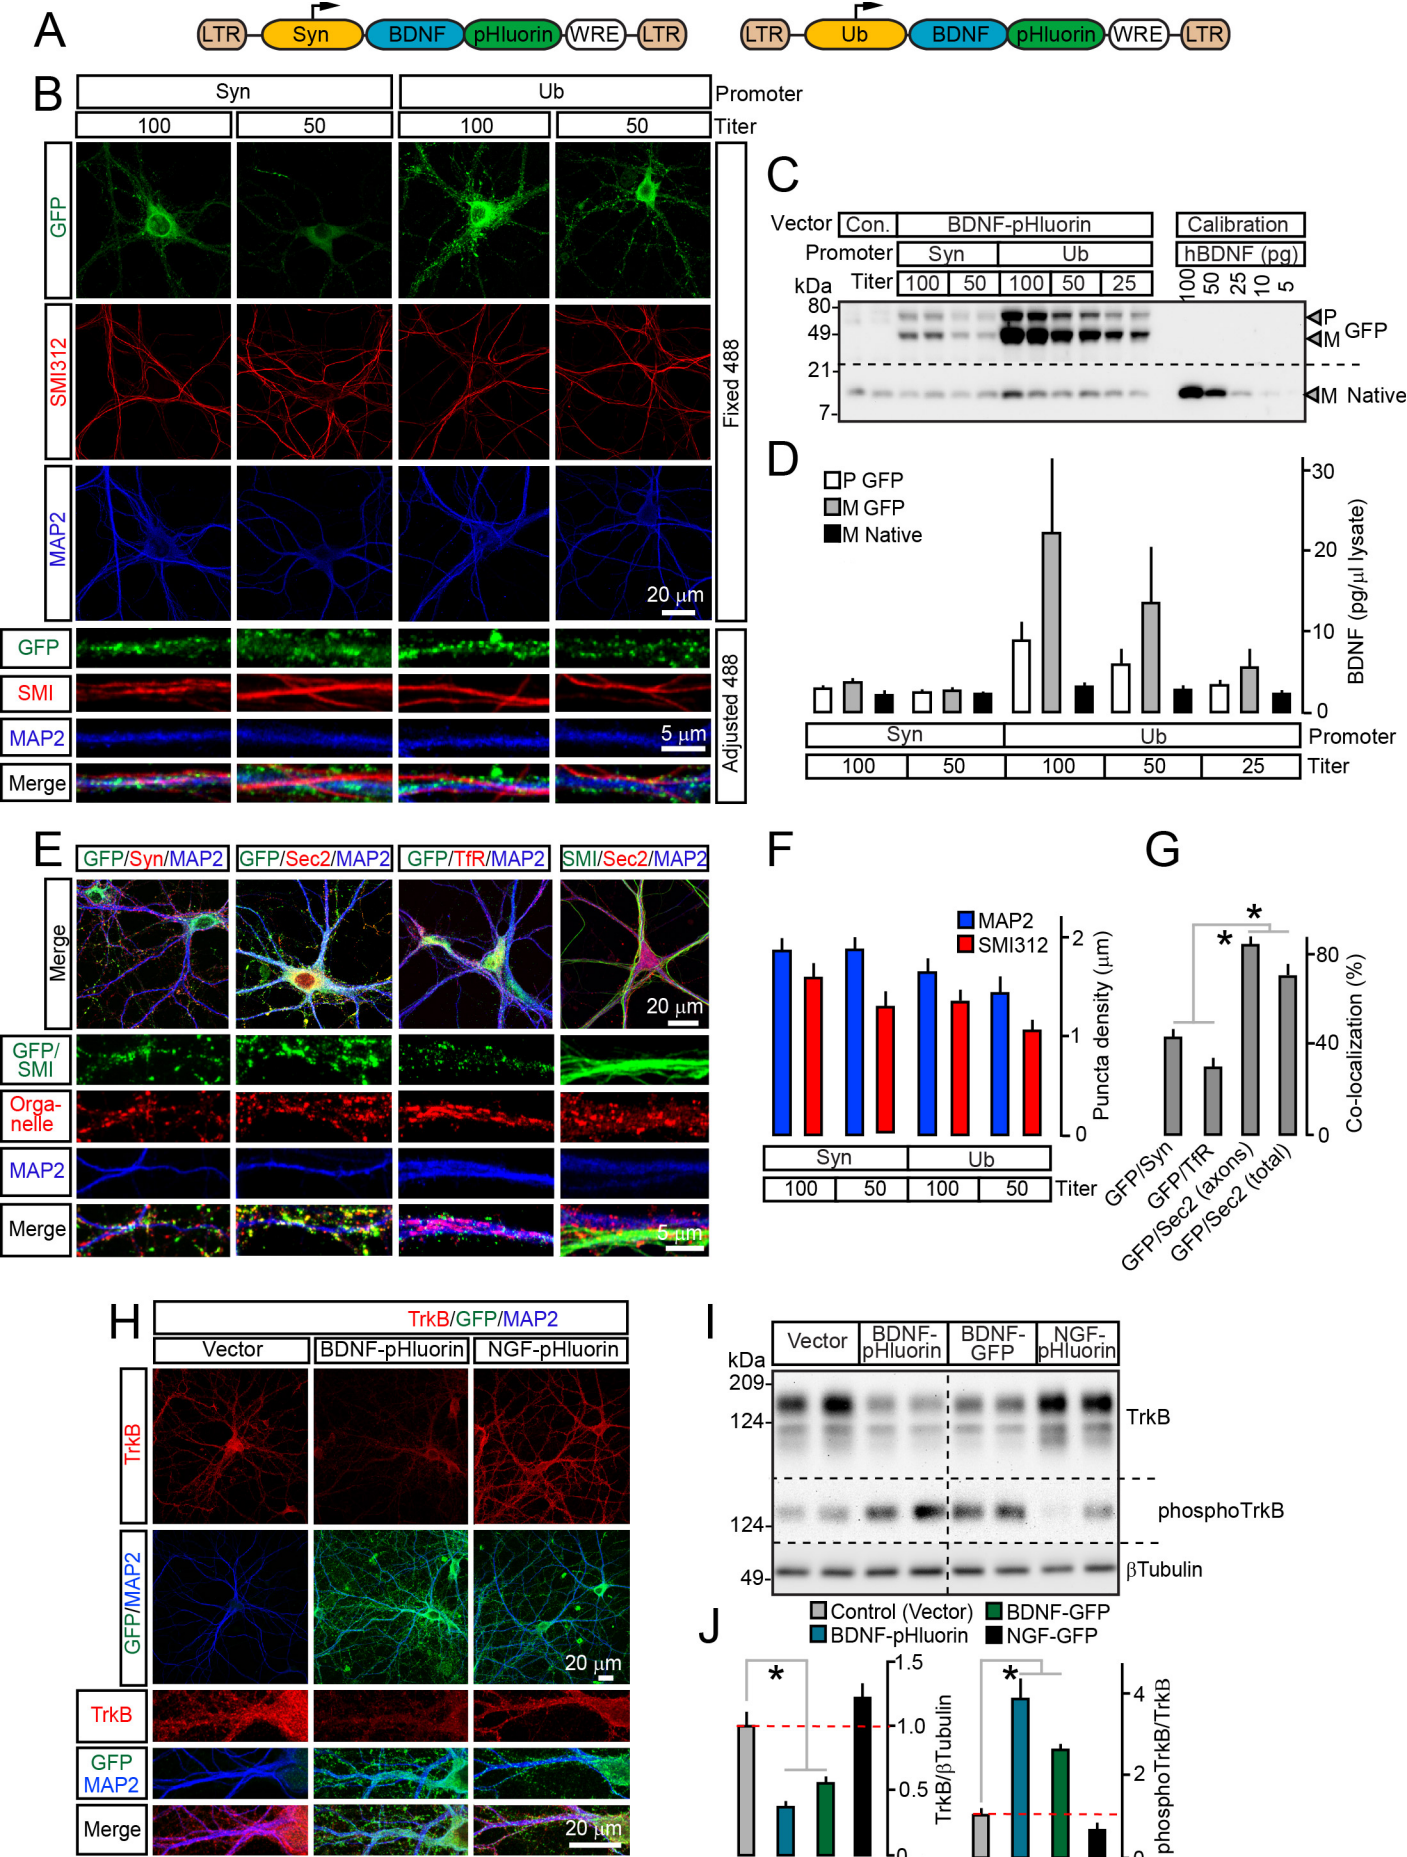 A
LTR Syn BDNF pHluorin WRE LTR
LTR Ub BDNF pHluorin WRE LTR
B
Syn Ub Promoter
100 50 100 50 Titer
GFP
SMI312
MAP2
20 µm
Fixed 488
GFP
SMI
MAP2
5 µm
Merge
Adjusted 488
C
Vector Con. BDNF-pHluorin Calibration
Promoter Syn Ub hBDNF (pg)
Titer 100 50 100 50 25 100 50 25 10 5
kDa
80
49
21
7
P
M GFP
M Native
D
P GFP
M GFP
M Native
30
20
10
0
BDNF (pg/µl lysate)
Syn Ub Promoter
100 50 100 50 25 Titer
E
GFP/Syn/MAP2 GFP/Sec2/MAP2 GFP/TfR/MAP2 SMI/Sec2/MAP2
Merge
20 µm
GFP/
SMI
Orga-
nelle
MAP2
Merge
5 µm
F
MAP2
SMI312
2
1
0
Puncta density (µm)
Syn Ub
100 50 100 50 Titer
G
*
*
80
40
0
Co-localization (%)
GFP/Syn
GFP/TfR
GFP/Sec2 (axons)
GFP/Sec2 (total)
H
TrkB/GFP/MAP2
Vector BDNF-pHluorin NGF-pHluorin
TrkB
GFP/MAP2
20 µm
TrkB
GFP
MAP2
Merge
20 µm
I
Vector BDNF-pHluorin BDNF-GFP NGF-pHluorin
kDa
209
124
TrkB
124
phosphoTrkB
49
βTubulin
J
Control (Vector) BDNF-GFP
BDNF-pHluorin NGF-GFP
*
1.5
1.0
0.5
0
TrkB/βTubulin
*
4
2
0
phosphoTrkB/TrkB